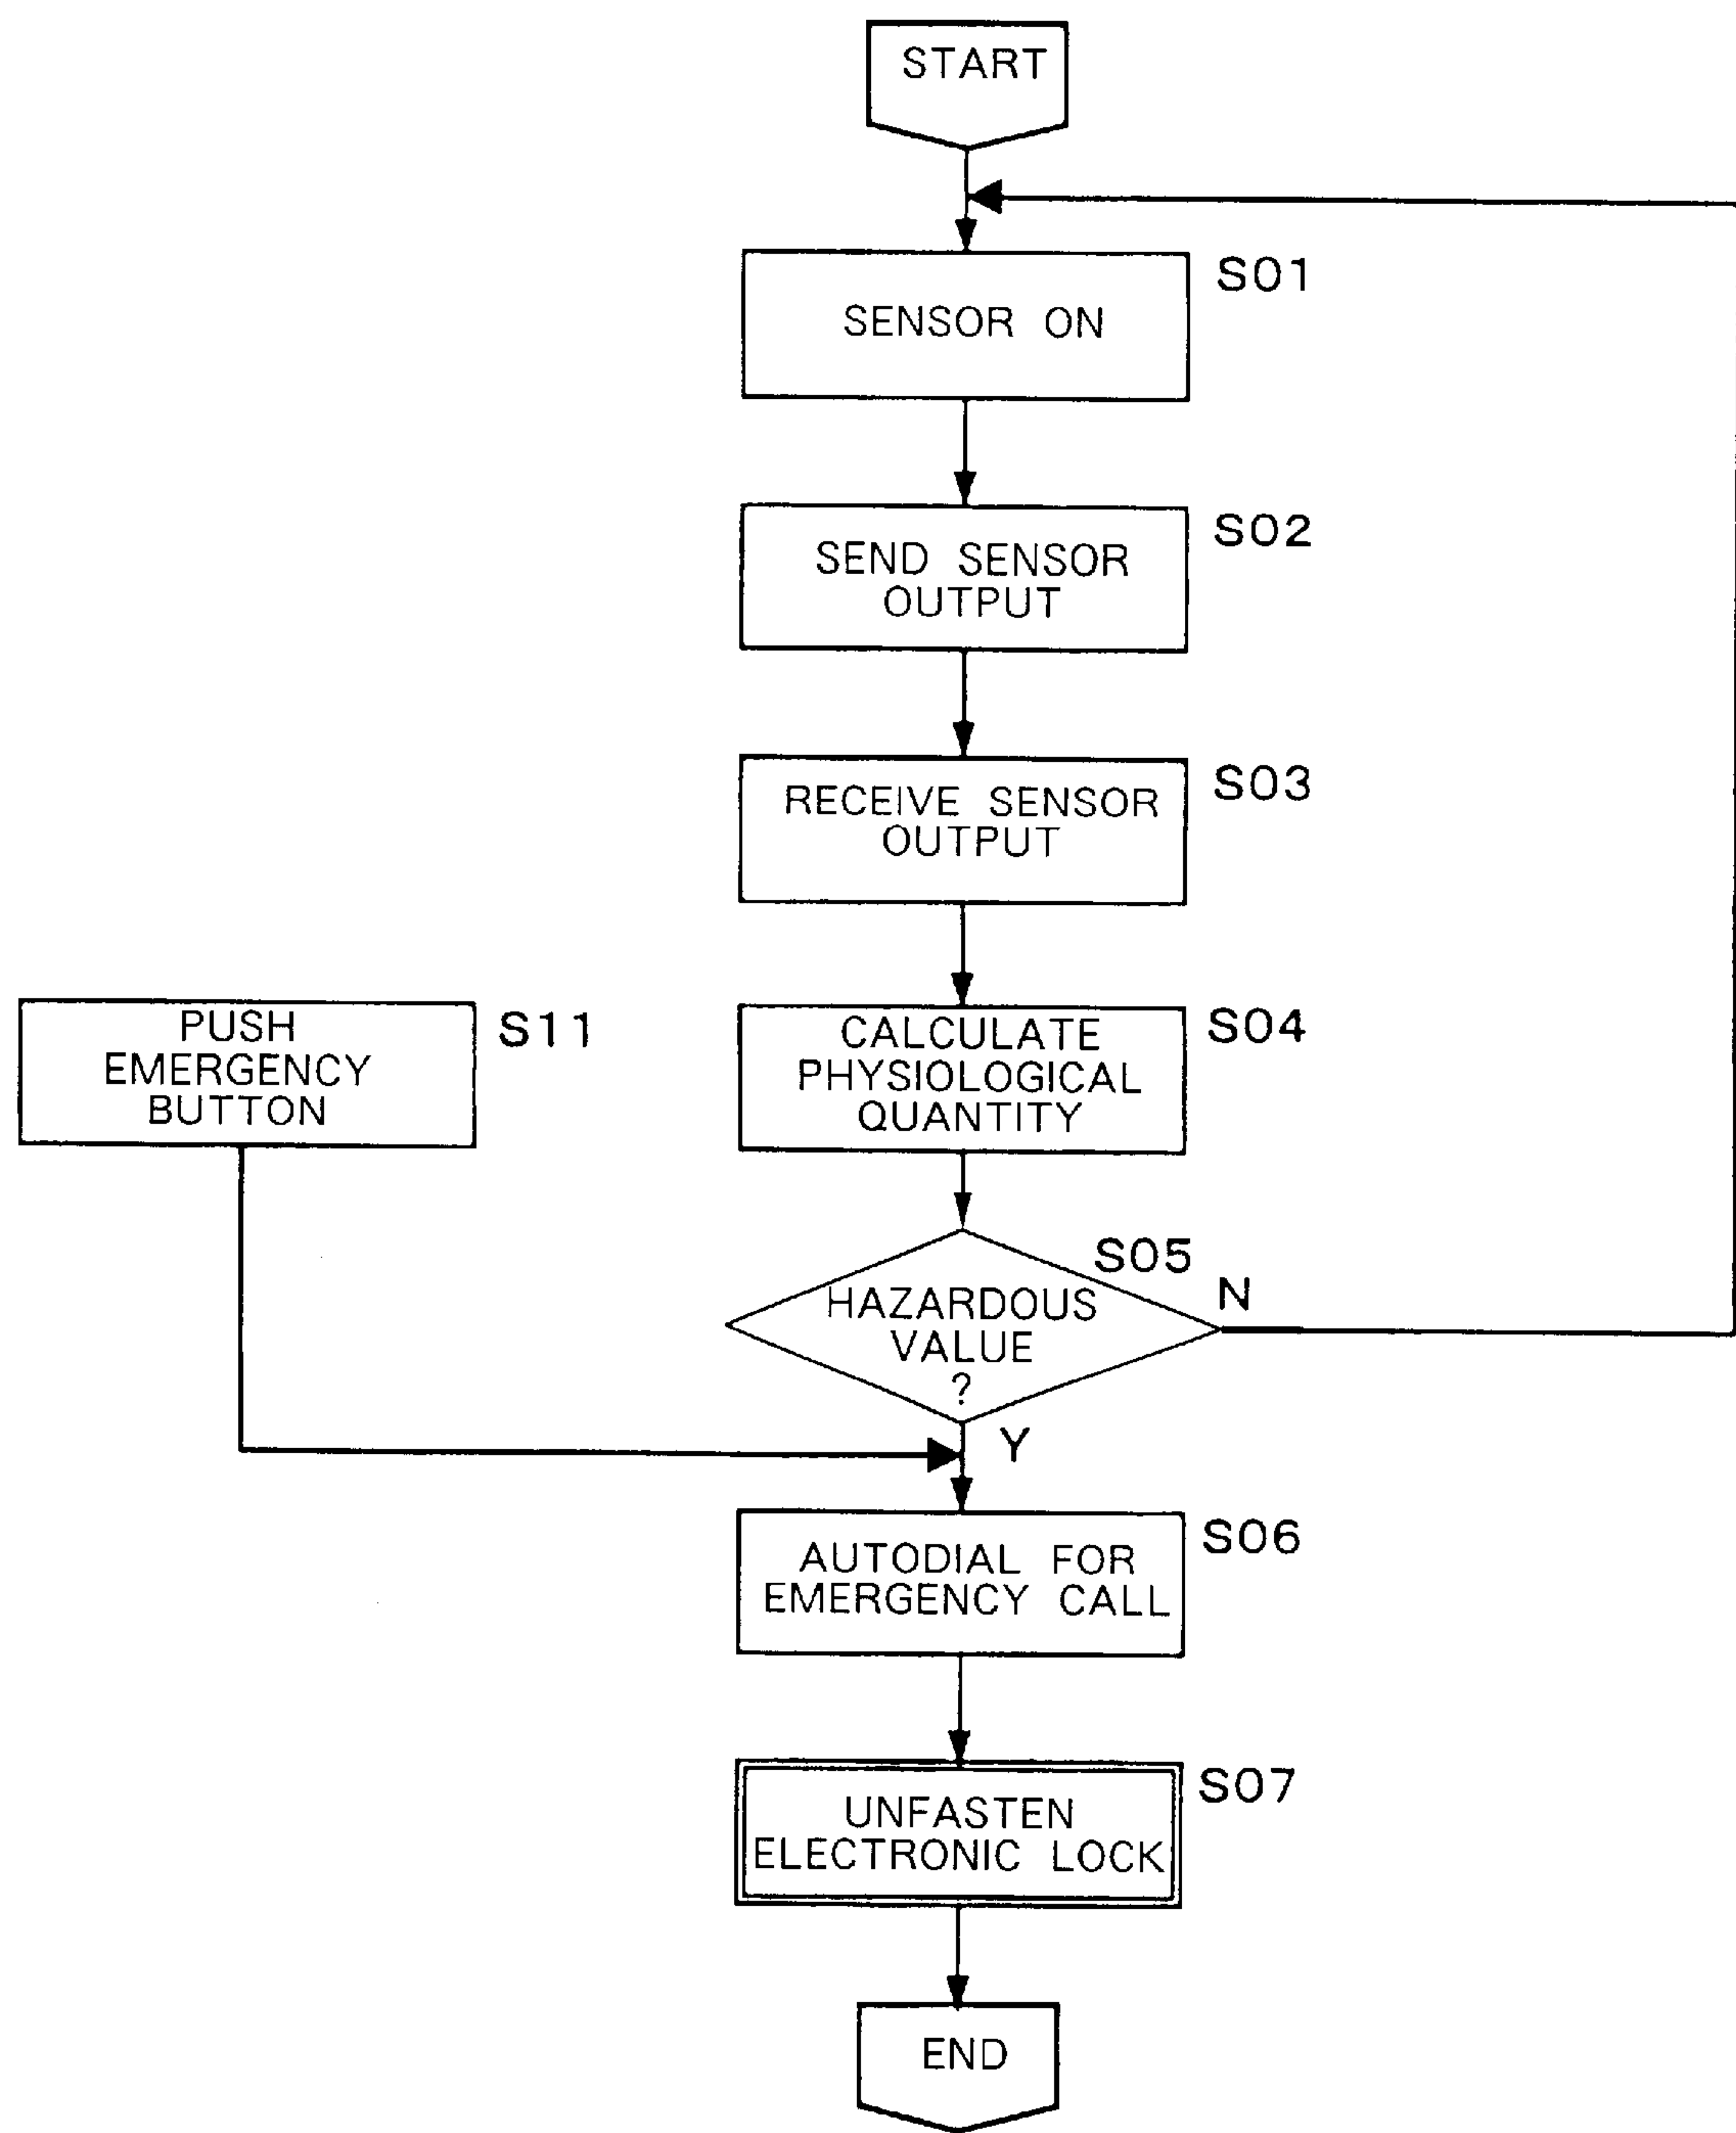 START
SENSOR ON
S01
SEND SENSOR
OUTPUT
S02
RECEIVE SENSOR
OUTPUT
S03
PUSH
EMERGENCY
BUTTON
S11
CALCULATE
PHYSIOLOGICAL
QUANTITY
S04
S05
HAZARDOUS
VALUE
?
N
Y
AUTODIAL FOR
EMERGENCY CALL
S06
UNFASTEN
ELECTRONIC LOCK
S07
END